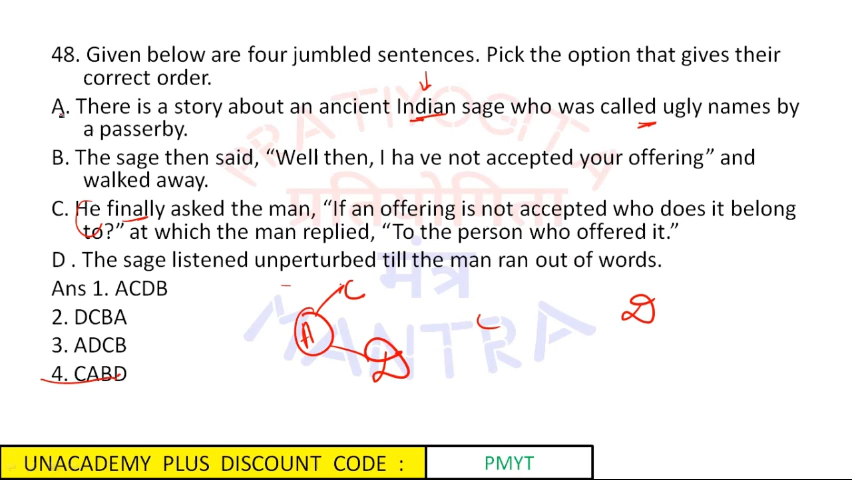 48. Given below are four jumbled sentences. Pick the option that gives their
correct order.
A. There is a story about an ancient Indian sage who was called ugly names by
a passerby.
B. The sage then said, “Well then, I ha ve not accepted your offering” and
walked away.
C. He finally asked the man, “If an offering is not accepted who does it belong
to?” at which the man replied, “To the person who offered it.”
D . The sage listened unperturbed till the man ran out of words.
Ans 1. ACDB
2. DCBA
3. ADCB
4. CABD
A
C
D
C
D
PRATIYOGITA
प्रतियोगिता
मंत्र
MANTRA
UNACADEMY PLUS DISCOUNT CODE :
PMYT